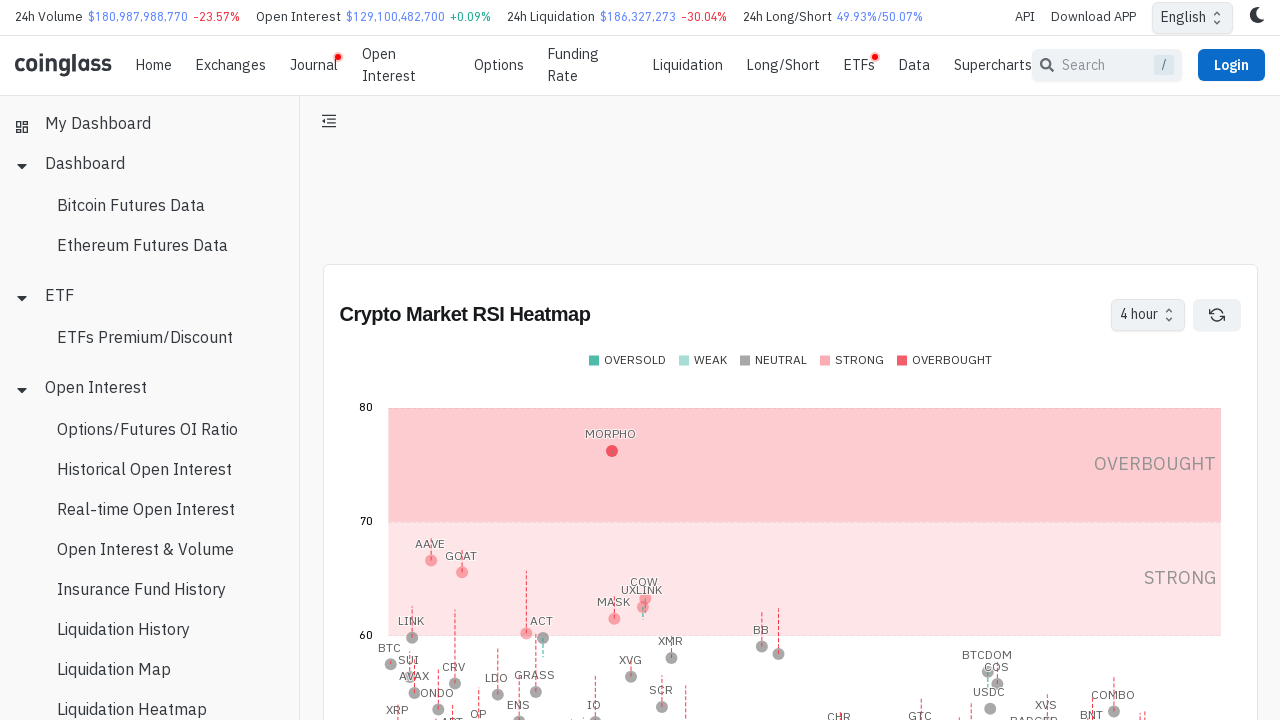 24h Volume $180,987,988,770 -23.57% Open Interest $129,100,482,700 +0.09% 24h Liquidation $186,327,273 -30.04% 24h Long/Short 49.93%/50.07% API Download APP English
coinglass Home Exchanges Journal Open Interest Options Funding Rate Liquidation Long/Short ETFs Data Supercharts Search / Login
My Dashboard
Dashboard
Bitcoin Futures Data
Ethereum Futures Data
ETF
ETFs Premium/Discount
Open Interest
Options/Futures OI Ratio
Historical Open Interest
Real-time Open Interest
Open Interest & Volume
Insurance Fund History
Liquidation History
Liquidation Map
Liquidation Heatmap
Crypto Market RSI Heatmap 4 hour
OVERSOLD WEAK NEUTRAL STRONG OVERBOUGHT
80
MORPHO
OVERBOUGHT
70
AAVE
GOAT
STRONG
COW
UXLINK
MASK
LINK
ACT
BB
60
XMR
BTC
SUI
XVG
BTCDOM
COS
CRV
AVAX
LDO
GRASS
ONDO
SCR
USDC
COMBO
XRP
ENS
IO
XVS
OP
CHR
GTC
BNT